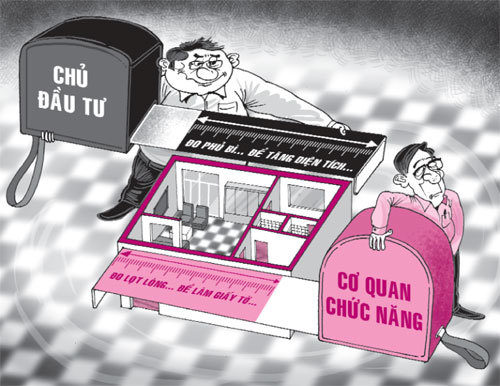 CHỦ
ĐẦU TƯ
ĐO PHỦ BÌ... ĐỂ TĂNG DIỆN TÍCH...
ĐO LỌT LÒNG... ĐỂ LÀM GIẤY TỜ...
CƠ QUAN
CHỨC NĂNG